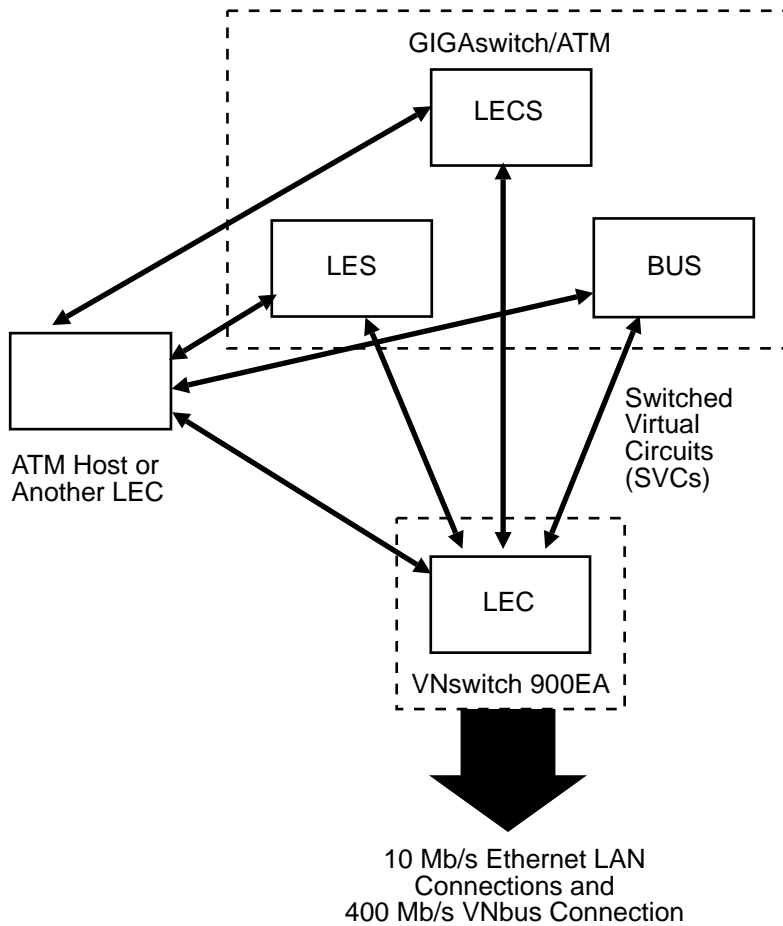 GIGAswitch/ATM
LECS
LES
BUS
ATM Host or
Another LEC
Switched
Virtual
Circuits
(SVCs)
LEC
VNswitch 900EA
10 Mb/s Ethernet LAN
Connections and
400 Mb/s VNbus Connection